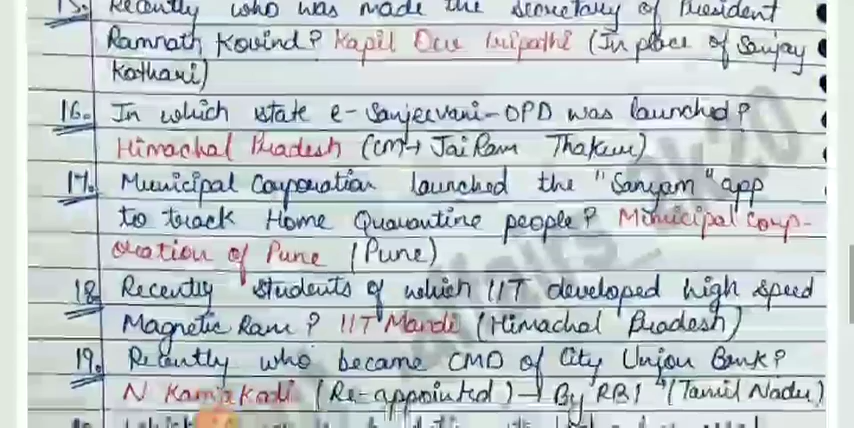 15. Recently who was made the secretary of President
Ramnath Kovind? Kapil Dev tripathi (In place of Sanjay
Kothari)
16. In which state e-Sanjeevani-OPD was launched?
Himachal Pradesh (CM→ Jai Ram Thakur)
17. Municipal Corporation launched the "Sanyam" app
to track Home Quarantine people? Municipal corp-
oration of Pune (Pune)
18. Recently students of which IIT developed high speed
Magnetic Ram? IIT Mandi (Himachal Pradesh)
19. Recently who became CMD of City Union Bank?
N Kamakodi (Re-appointed) → By RBI (Tamil Nadu)